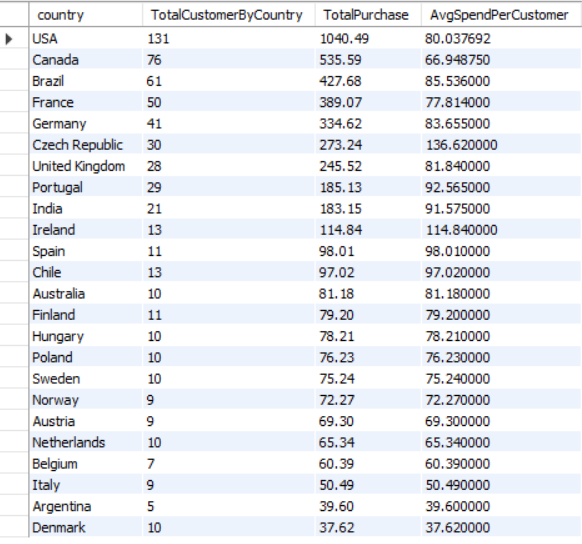 country TotalCustomerByCountry TotalPurchase AvgSpendPerCustomer
USA 131 1040.49 80.037692
Canada 76 535.59 66.948750
Brazil 61 427.68 85.536000
France 50 389.07 77.814000
Germany 41 334.62 83.655000
Czech Republic 30 273.24 136.620000
United Kingdom 28 245.52 81.840000
Portugal 29 185.13 92.565000
India 21 183.15 91.575000
Ireland 13 114.84 114.840000
Spain 11 98.01 98.010000
Chile 13 97.02 97.020000
Australia 10 81.18 81.180000
Finland 11 79.20 79.200000
Hungary 10 78.21 78.210000
Poland 10 76.23 76.230000
Sweden 10 75.24 75.240000
Norway 9 72.27 72.270000
Austria 9 69.30 69.300000
Netherlands 10 65.34 65.340000
Belgium 7 60.39 60.390000
Italy 9 50.49 50.490000
Argentina 5 39.60 39.600000
Denmark 10 37.62 37.620000